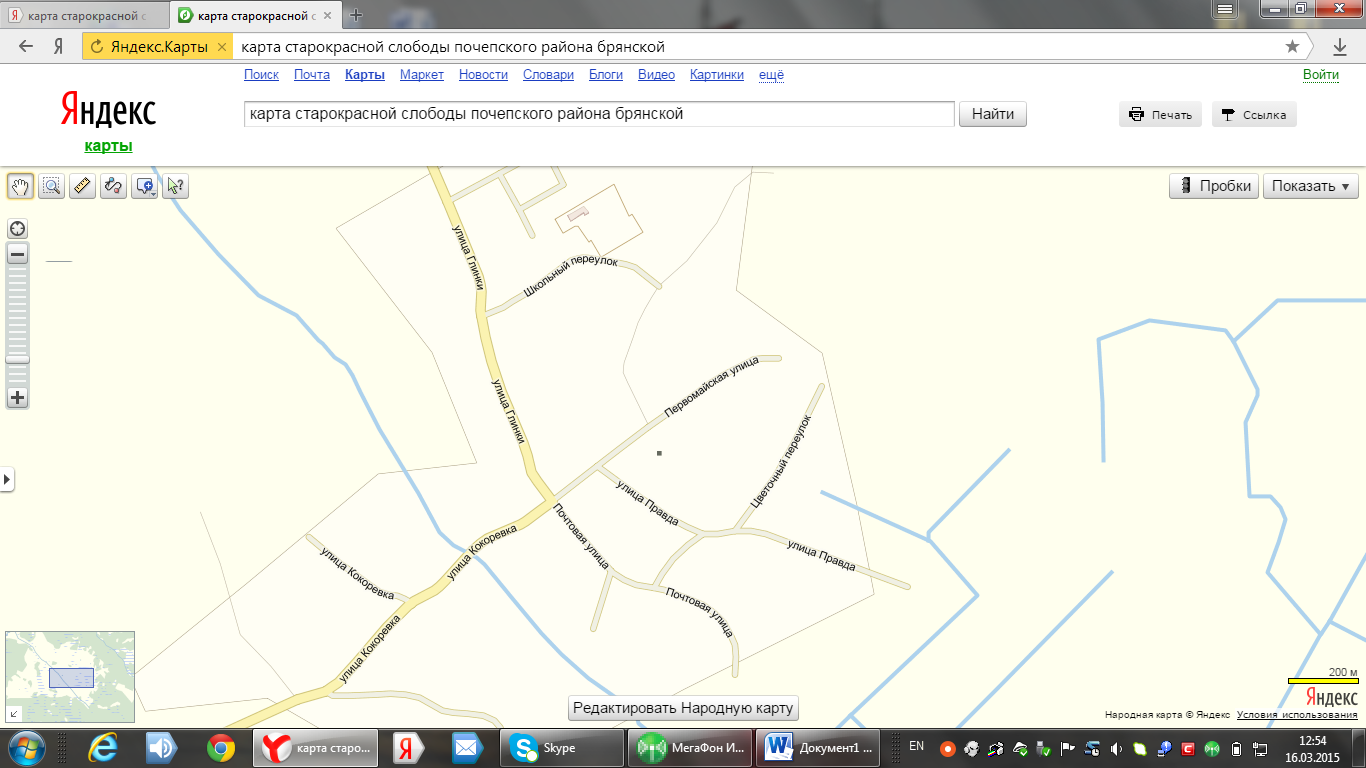 карта старокрасной с
карта старокрасной с
Я
Яндекс.Карты
карта старокрасной слободы почепского района брянской
Поиск Почта Карты Маркет Новости Словари Блоги Видео Картинки ещё
Войти
Яндекс
карты
карта старокрасной слободы почепского района брянской
Найти
Печать
Ссылка
Пробки
Показать
улица Глинки
Школьный переулок
улица Глинки
Первомайская улица
Цветочный переулок
улица Правда
улица Правда
Почтовая улица
Почтовая улица
улица Кокоревка
улица Кокоревка
улица Кокоревка
200 м
Яндекс
Редактировать Народную карту
Народная карта © Яндекс Условия использования
карта старо...
Я
Skype
МегаФон И...
Документ1 ...
EN
12:54
16.03.2015